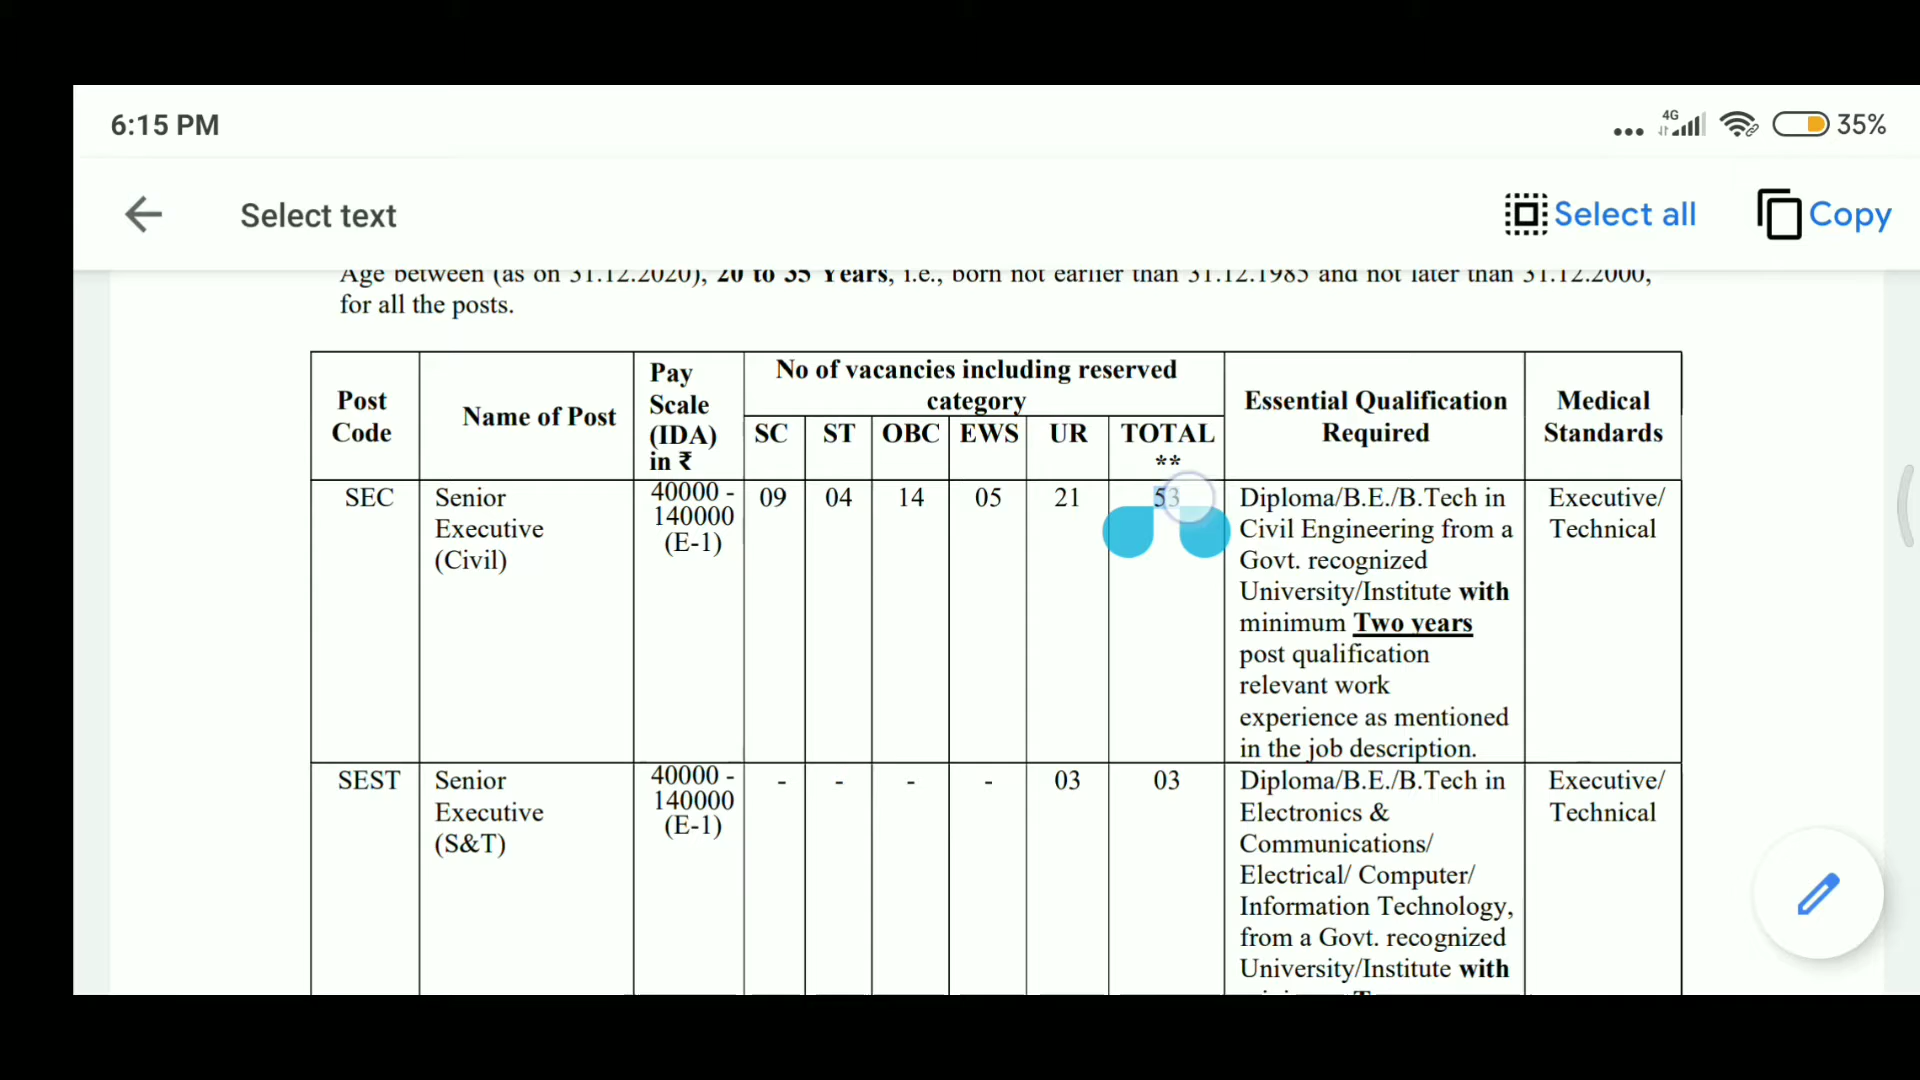 6:15 PM
4G
35%
Select text
Select all
Copy
Age between (as on 31.12.2020), 20 to 35 Years, i.e., born not earlier than 31.12.1985 and not later than 31.12.2000,
for all the posts.
Post
Code
Name of Post
Pay
Scale
(IDA)
in ₹
No of vacancies including reserved
category
SC ST OBC EWS UR TOTAL
**
Essential Qualification
Required
Medical
Standards
SEC
Senior
Executive
(Civil)
40000 -
140000
(E-1)
09 04 14 05 21 53
Diploma/B.E./B.Tech in
Civil Engineering from a
Govt. recognized
University/Institute with
minimum Two years
post qualification
relevant work
experience as mentioned
in the job description.
Executive/
Technical
SEST
Senior
Executive
(S&T)
40000 -
140000
(E-1)
- - - - 03 03
Diploma/B.E./B.Tech in
Electronics &
Communications/
Electrical/ Computer/
Information Technology,
from a Govt. recognized
University/Institute with
Executive/
Technical